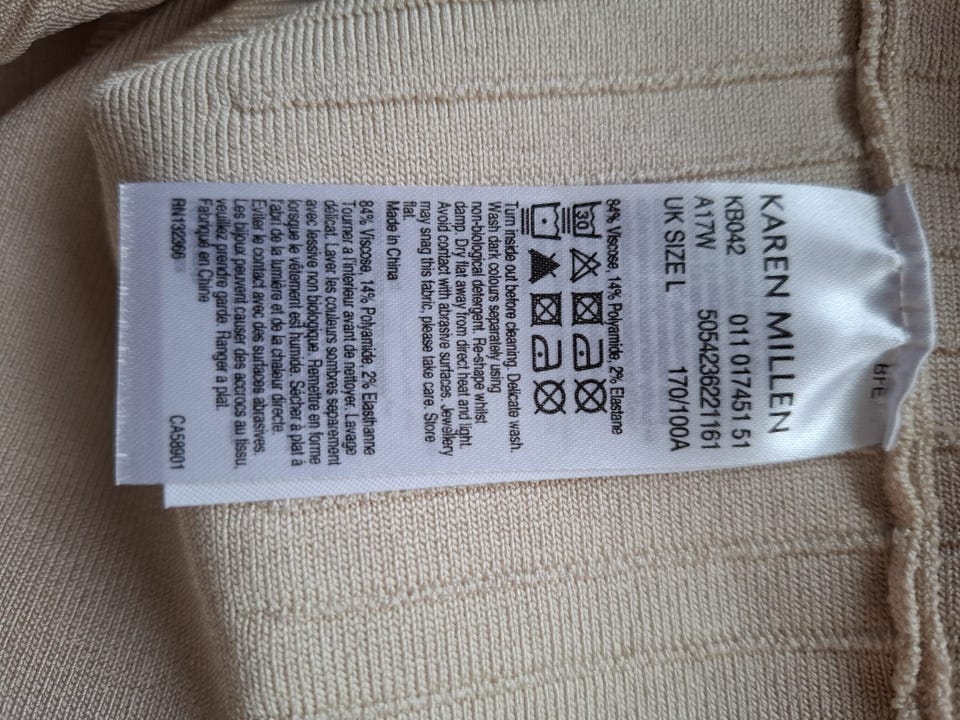 KAREN MILLEN
KB042 011 017451 51
A17W 5054236221161
UK SIZE L 170/100A
84% Viscose, 14% Polyamide, 2% Elastane
30
Turn inside out before cleaning. Delicate wash.
Wash dark colours separately using
non-biological detergent. Re-shape whilst
damp. Dry flat away from direct heat and light.
Avoid contact with abrasive surfaces. Jewellery
may snag this fabric, please take care. Store
flat.
Made in China
84% Viscose, 14% Polyamide, 2% Elasthanne
Tourner a l'interieur avant de nettoyer. Lavage
délicat. Laver les couleurs sombres separement
avec lessive non biologique. Remettre en forme
lorsque le vêtement est humide. Sécher à plat à
l'abri de la lumière et de la chaleur directe.
Eviter le contact avec des surfaces abrasives.
Les bijoux peuvent causer des accrocs au tissu,
veuillez prendre garde. Ranger a plat.
Fabriqué en Chine
RN132966 CA58901